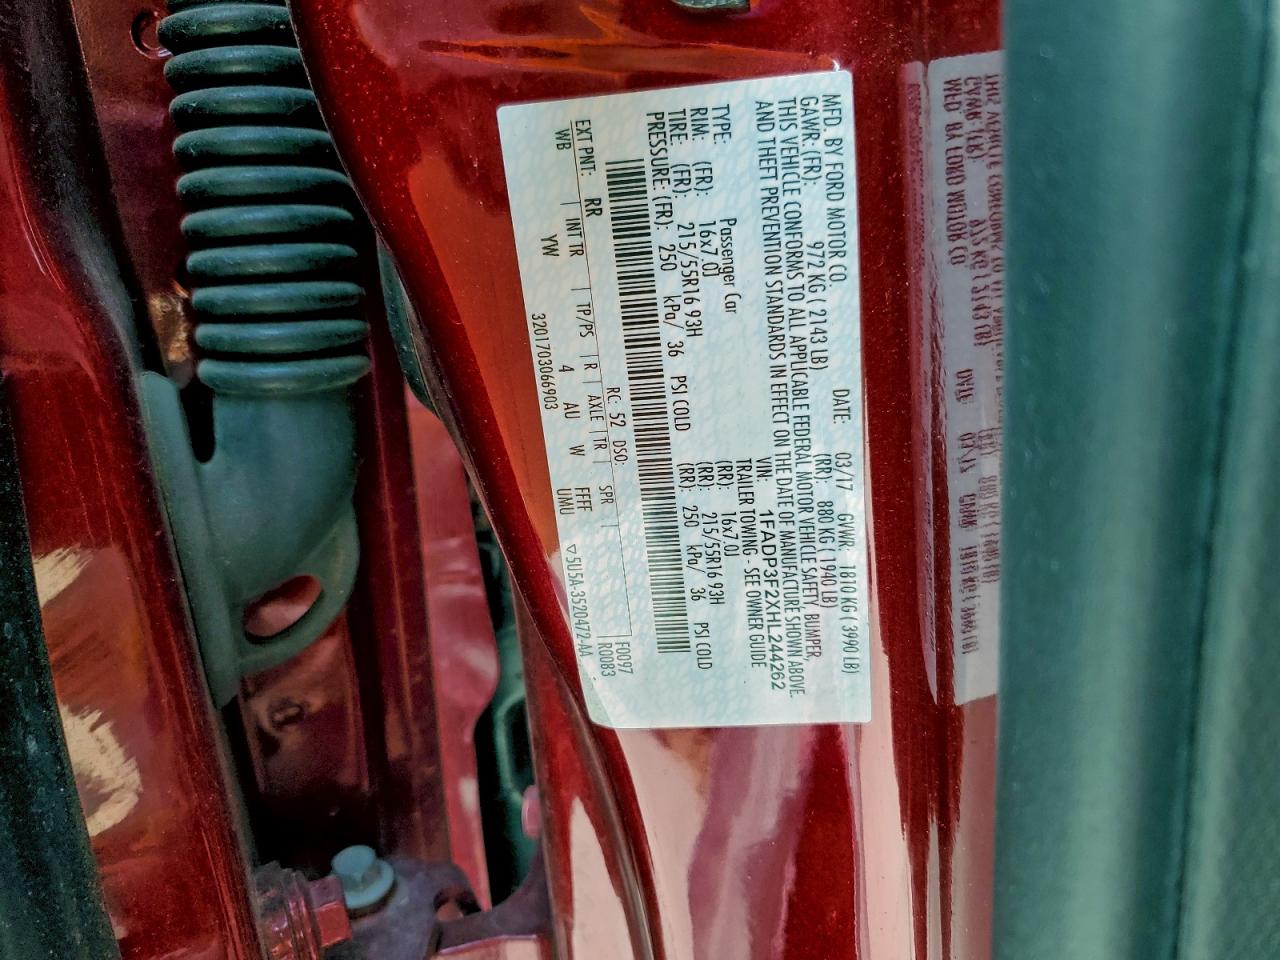 MFD. BY FORD MOTOR CO.
DATE: 03/17 GVWR: 1810 KG ( 3990 LB)
GAWR: (FR): 972 KG ( 2143 LB) (RR): 880 KG ( 1940 LB)
THIS VEHICLE CONFORMS TO ALL APPLICABLE FEDERAL MOTOR VEHICLE SAFETY, BUMPER,
AND THEFT PREVENTION STANDARDS IN EFFECT ON THE DATE OF MANUFACTURE SHOWN ABOVE.
VIN: 1FADP3F2XHL244262
TYPE: Passenger Car TRAILER TOWING - SEE OWNER GUIDE
RIM: (FR): 16x7.0J (RR): 16x7.0J
TIRE: (FR): 215/55R16 93H (RR): 215/55R16 93H
PRESSURE: (FR): 250 kPa/ 36 PSI COLD (RR): 250 kPa/ 36 PSI COLD
F0097
R0083
EXT PNT: RR RC: 52 DSO:
WB INT TR TP/PS R AXLE TR SPR
YW 4 AU W FFFF
UMU
3201703066903 ▽5U5A-3520472-AA